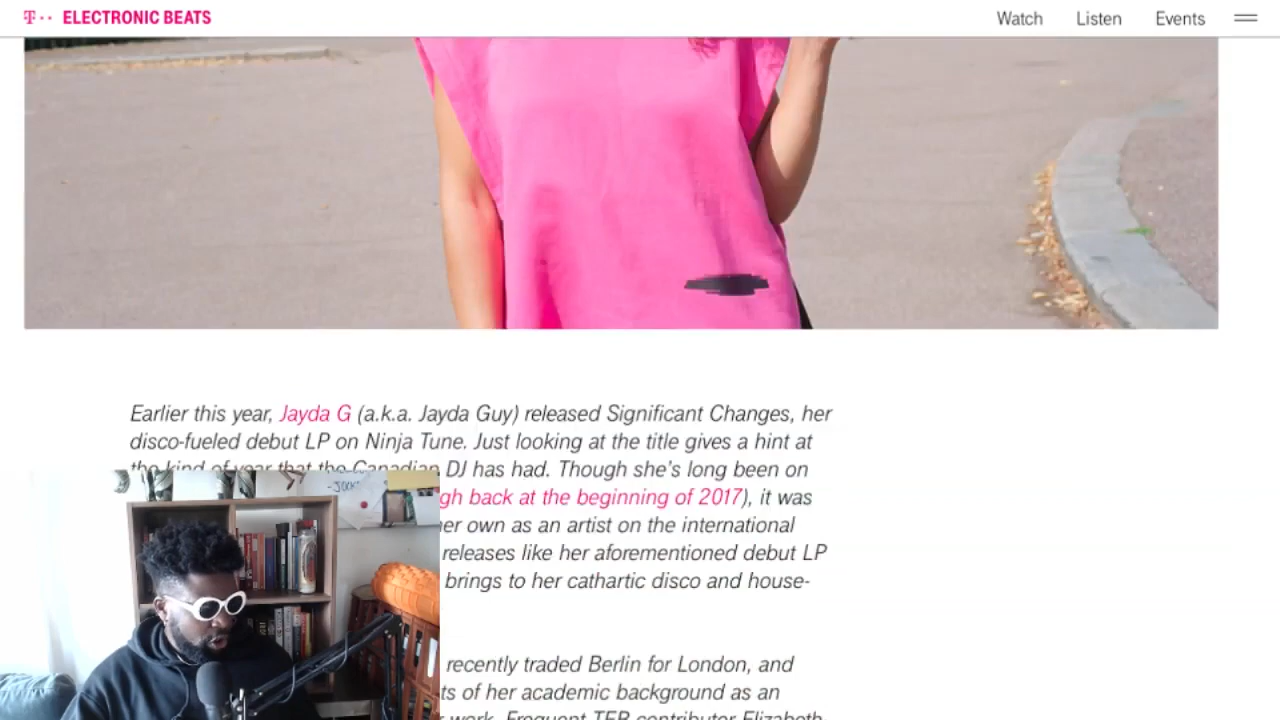 T ELECTRONIC BEATS
Watch Listen Events
Earlier this year, Jayda G (a.k.a. Jayda Guy) released Significant Changes, her
disco-fueled debut LP on Ninja Tune. Just looking at the title gives a hint at
the kind of year that the Canadian DJ has had. Though she's long been on
gh back at the beginning of 2017), it was
er own as an artist on the international
releases like her aforementioned debut LP
brings to her cathartic disco and house-
recently traded Berlin for London, and
ts of her academic background as an
work. Frequent TEB contributor Elizabeth